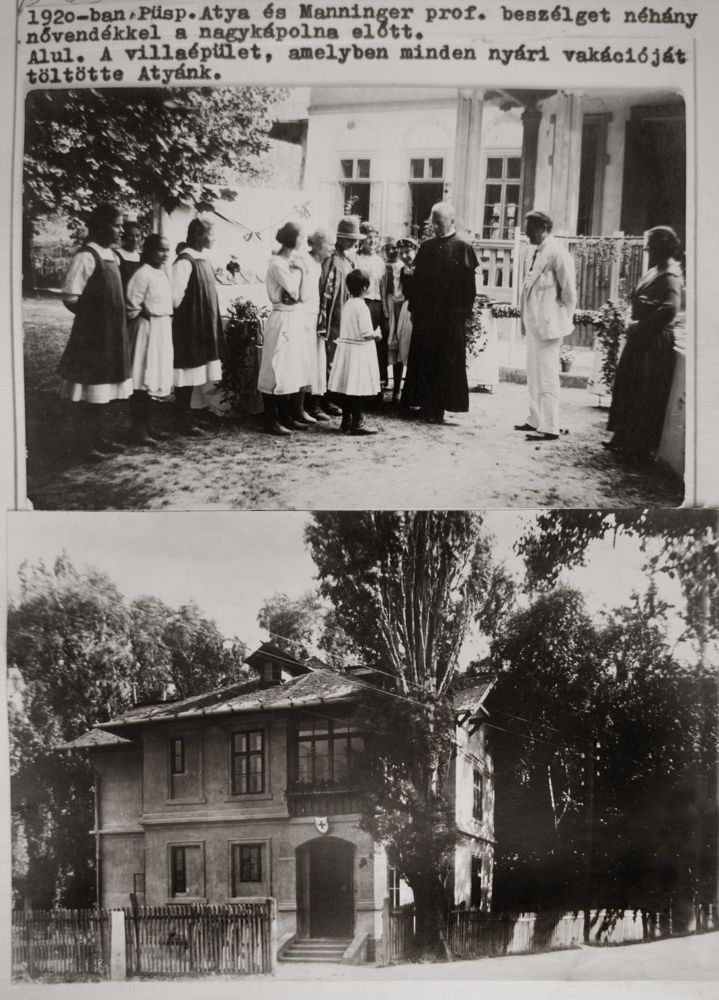 1920-ban, Püsp.Atya és Manninger prof. beszélget néhány
nővendékkel a nagykápolna előtt.
Alul. A villaépület, amelyben minden nyári vakációját
töltötte Atyánk.